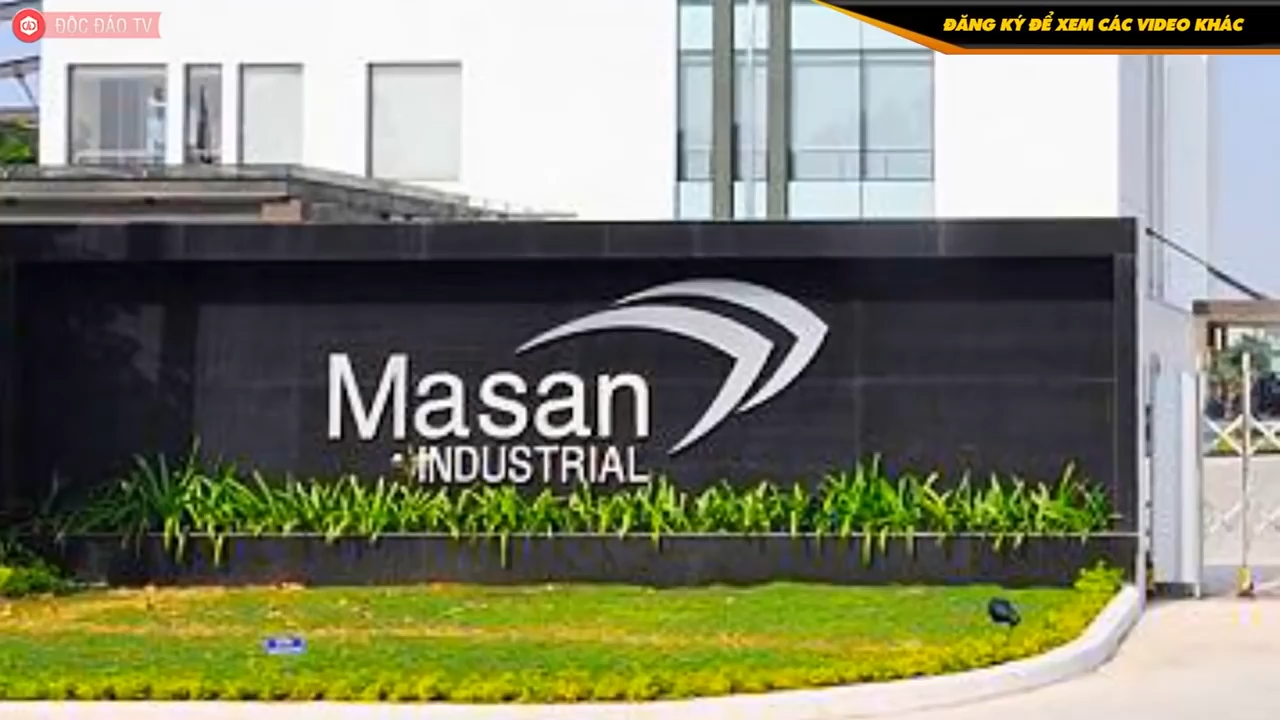 ĐỘC ĐÁO TV
ĐĂNG KÝ ĐỂ XEM CÁC VIDEO KHÁC
Masan
INDUSTRIAL